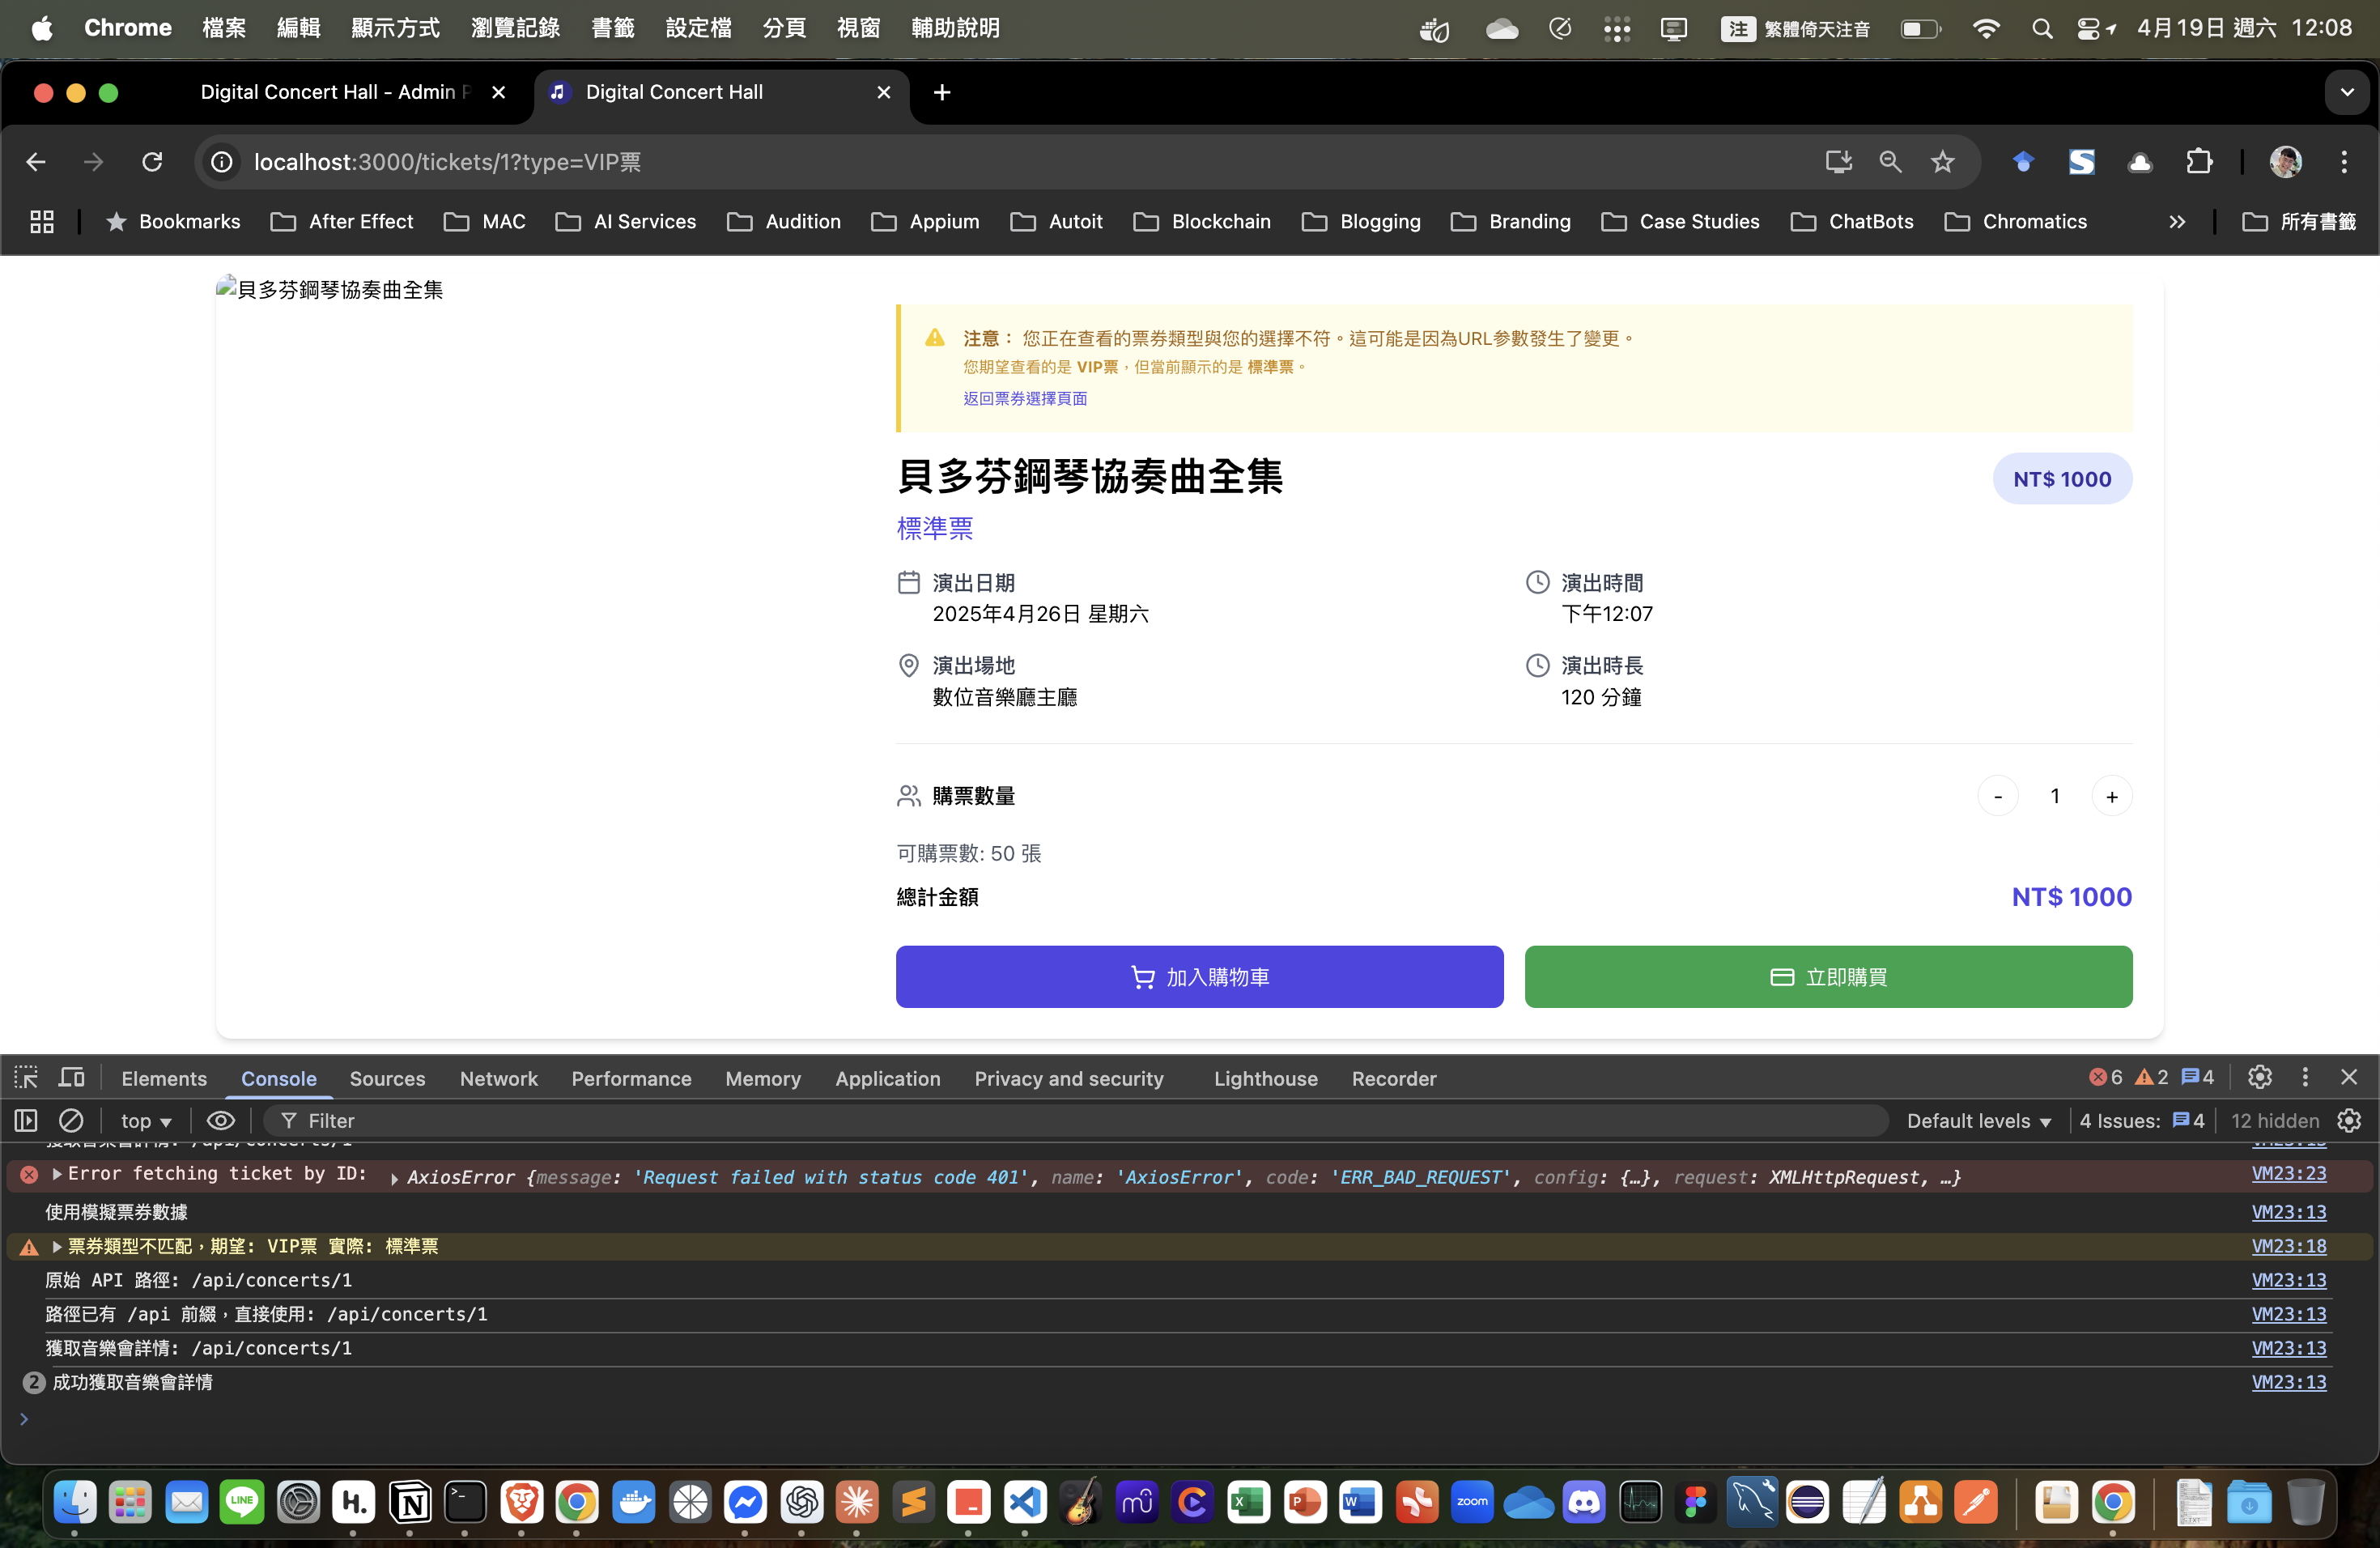 Chrome 檔案 編輯 顯示方式 瀏覽記錄 書籤 設定檔 分頁 視窗 輔助說明 注 繁體倚天注音 4月19日 週六 12:08
Digital Concert Hall - Admin P
Digital Concert Hall
localhost:3000/tickets/1?type=VIP票
Bookmarks After Effect MAC AI Services Audition Appium Autoit Blockchain Blogging Branding Case Studies ChatBots Chromatics 所有書籤
貝多芬鋼琴協奏曲全集
注意： 您正在查看的票券類型與您的選擇不符。這可能是因為URL参數發生了變更。
您期望查看的是 VIP票，但當前顯示的是 標準票。
返回票券選擇頁面
貝多芬鋼琴協奏曲全集
NT$ 1000
標準票
演出日期
2025年4月26日 星期六
演出時間
下午12:07
演出場地
數位音樂廳主廳
演出時長
120 分鐘
購票數量
- 1 +
可購票數: 50 張
總計金額
NT$ 1000
加入購物車
立即購買
Elements Console Sources Network Performance Memory Application Privacy and security Lighthouse Recorder 6 2 4
top Filter Default levels 4 Issues: 4 12 hidden
獲取音樂會詳情: /api/concerts/1 VM23:13
Error fetching ticket by ID: AxiosError {message: 'Request failed with status code 401', name: 'AxiosError', code: 'ERR_BAD_REQUEST', config: {…}, request: XMLHttpRequest, …} VM23:23
使用模擬票券數據 VM23:13
票券類型不匹配，期望: VIP票 實際: 標準票 VM23:18
原始 API 路徑: /api/concerts/1 VM23:13
路徑已有 /api 前綴，直接使用: /api/concerts/1 VM23:13
獲取音樂會詳情: /api/concerts/1 VM23:13
2 成功獲取音樂會詳情 VM23:13
LINE h. N zoom